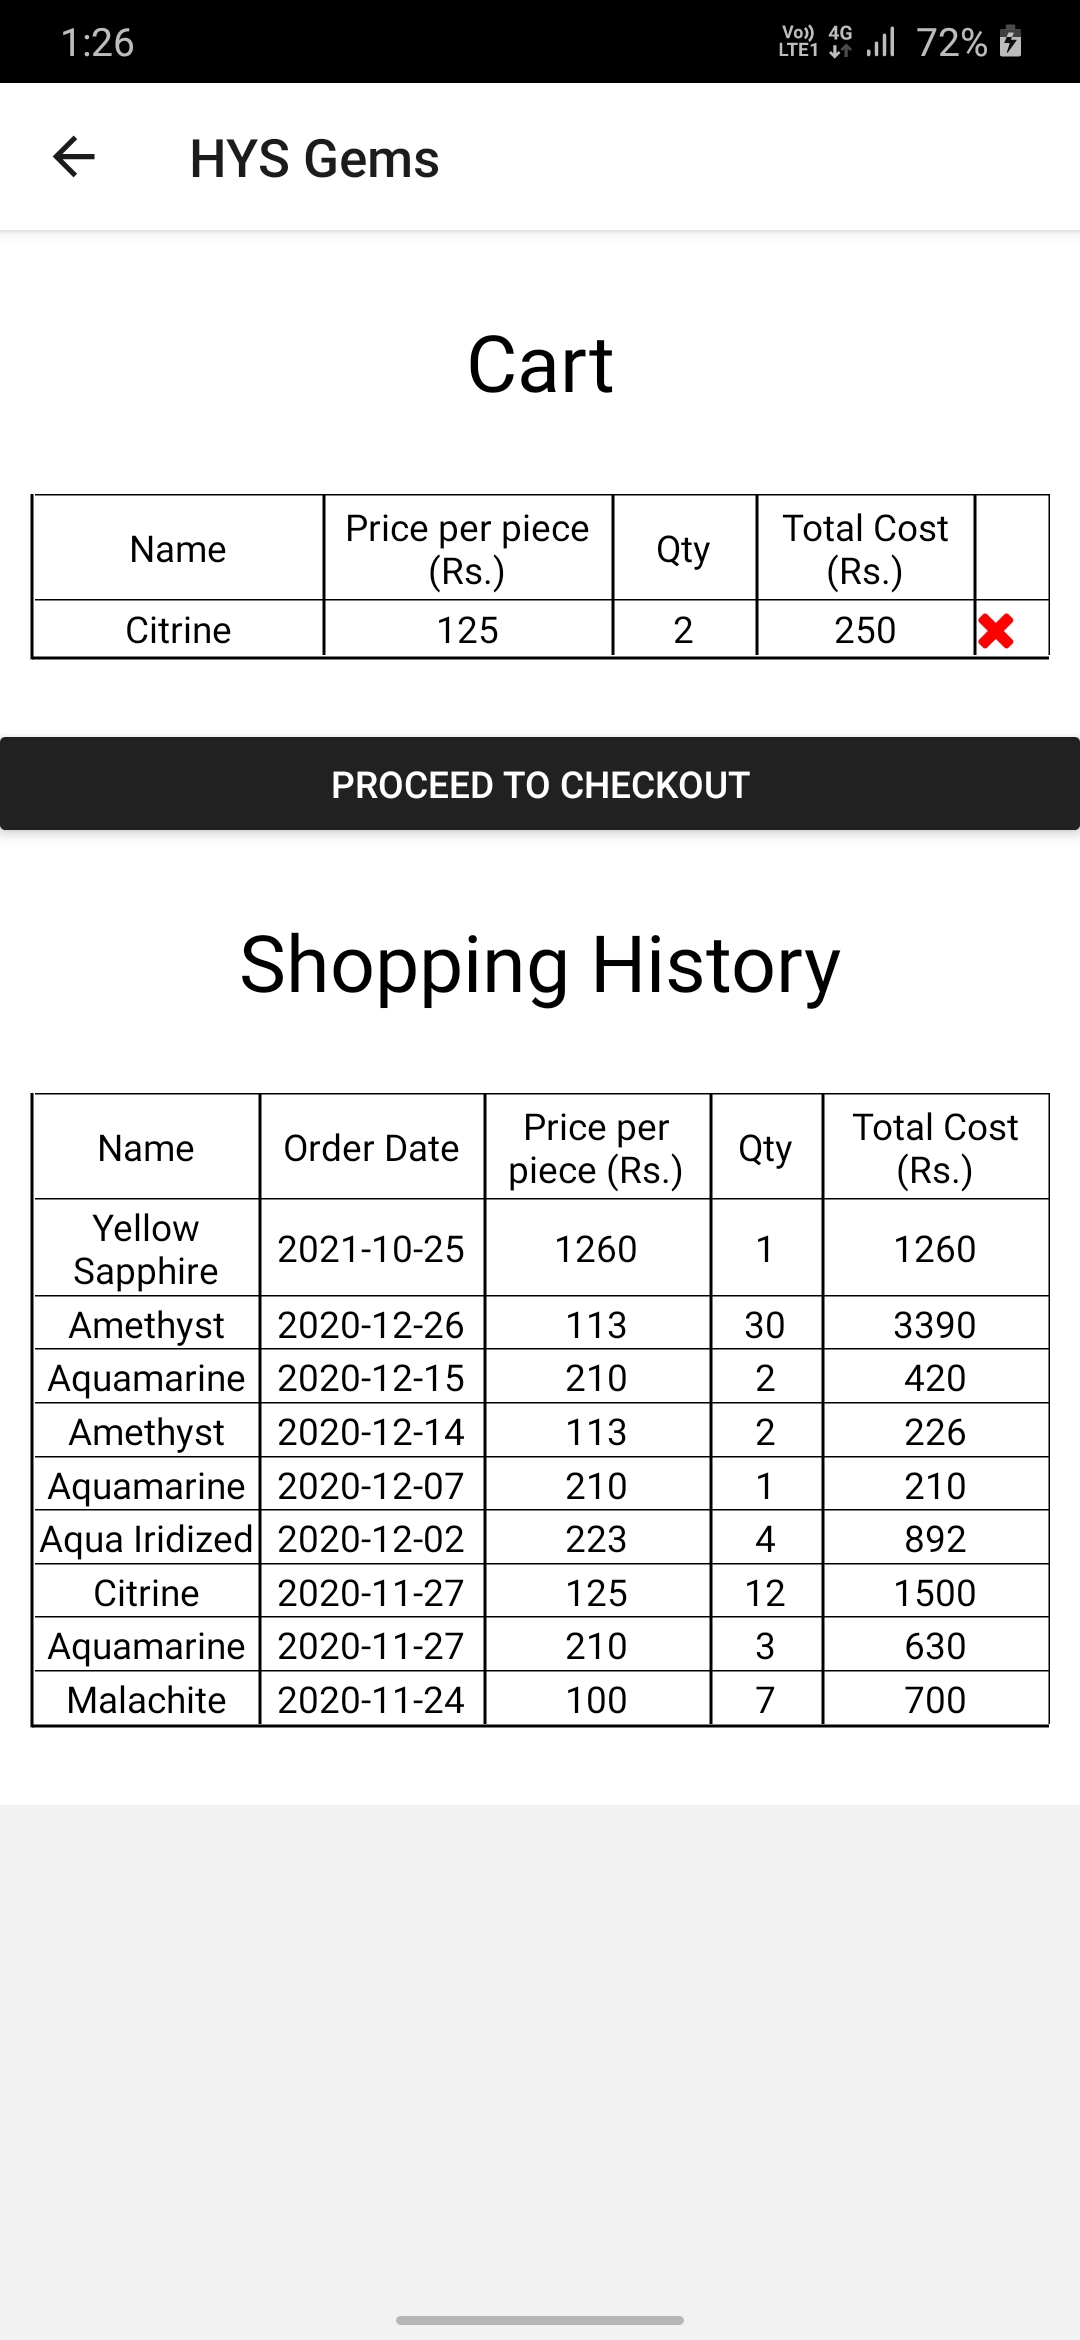 1:26
Vo)) 4G
LTE1
72%
HYS Gems
Cart
Name Price per piece (Rs.) Qty Total Cost (Rs.)
Citrine 125 2 250
PROCEED TO CHECKOUT
Shopping History
Name Order Date Price per piece (Rs.) Qty Total Cost (Rs.)
Yellow Sapphire 2021-10-25 1260 1 1260
Amethyst 2020-12-26 113 30 3390
Aquamarine 2020-12-15 210 2 420
Amethyst 2020-12-14 113 2 226
Aquamarine 2020-12-07 210 1 210
Aqua Iridized 2020-12-02 223 4 892
Citrine 2020-11-27 125 12 1500
Aquamarine 2020-11-27 210 3 630
Malachite 2020-11-24 100 7 700